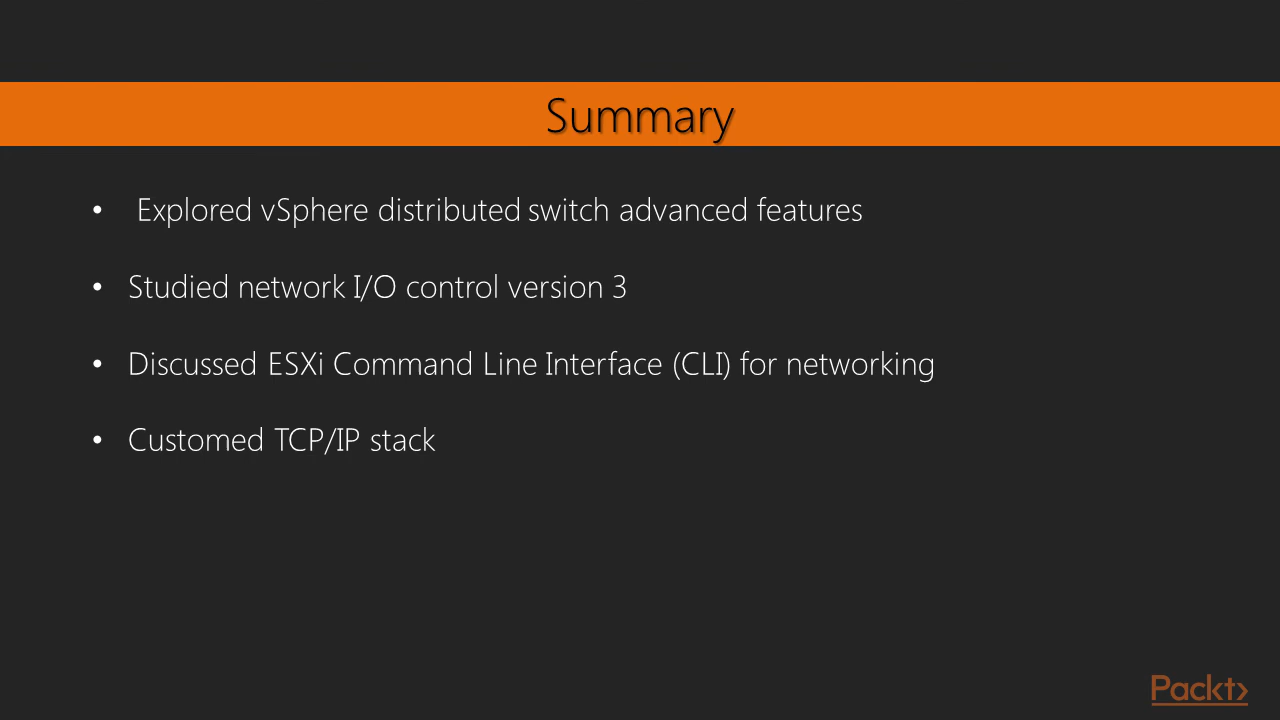 Summary
• Explored vSphere distributed switch advanced features
• Studied network I/O control version 3
• Discussed ESXi Command Line Interface (CLI) for networking
• Customed TCP/IP stack
Packt>